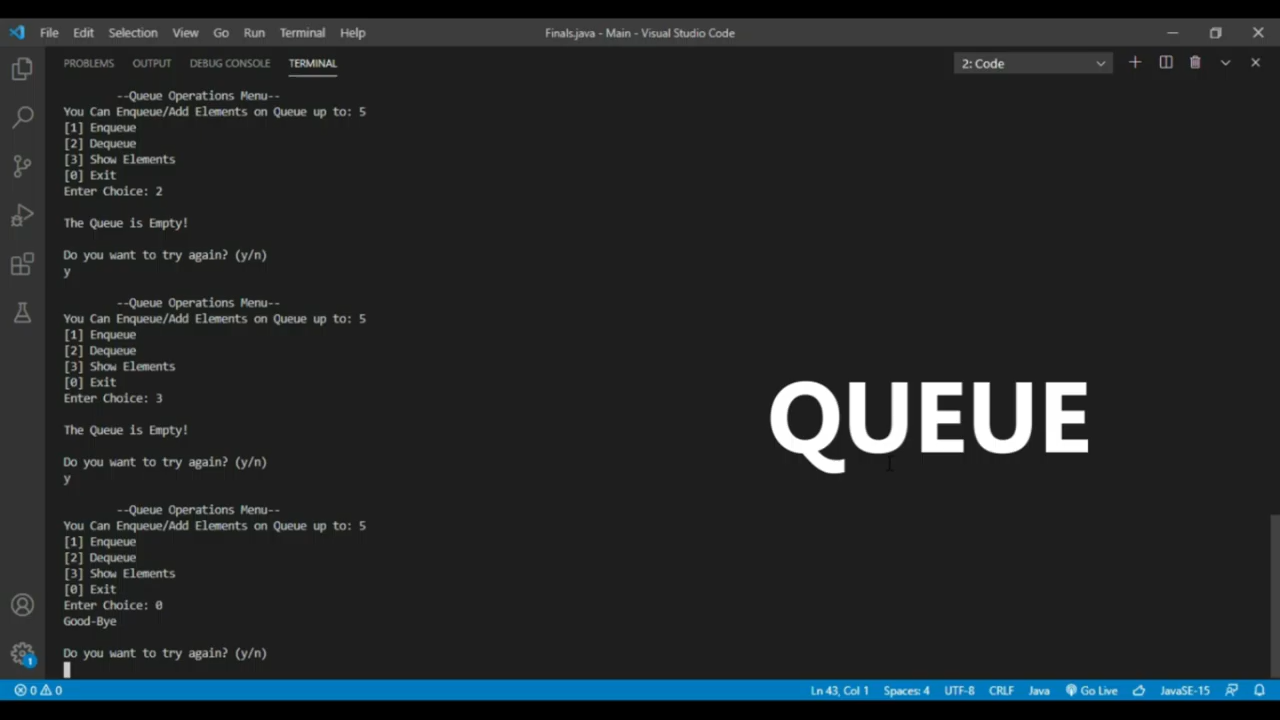 File Edit Selection View Go Run Terminal Help Finals.java - Main - Visual Studio Code
PROBLEMS OUTPUT DEBUG CONSOLE TERMINAL 2: Code
--Queue Operations Menu--
You Can Enqueue/Add Elements on Queue up to: 5
[1] Enqueue
[2] Dequeue
[3] Show Elements
[0] Exit
Enter Choice: 2
The Queue is Empty!
Do you want to try again? (y/n)
y
--Queue Operations Menu--
You Can Enqueue/Add Elements on Queue up to: 5
[1] Enqueue
[2] Dequeue
[3] Show Elements
[0] Exit
Enter Choice: 3
The Queue is Empty!
Do you want to try again? (y/n)
y
--Queue Operations Menu--
You Can Enqueue/Add Elements on Queue up to: 5
[1] Enqueue
[2] Dequeue
[3] Show Elements
[0] Exit
Enter Choice: 0
Good-Bye
Do you want to try again? (y/n)
QUEUE
1
0 0 Ln 43, Col 1 Spaces: 4 UTF-8 CRLF Java Go Live JavaSE-15